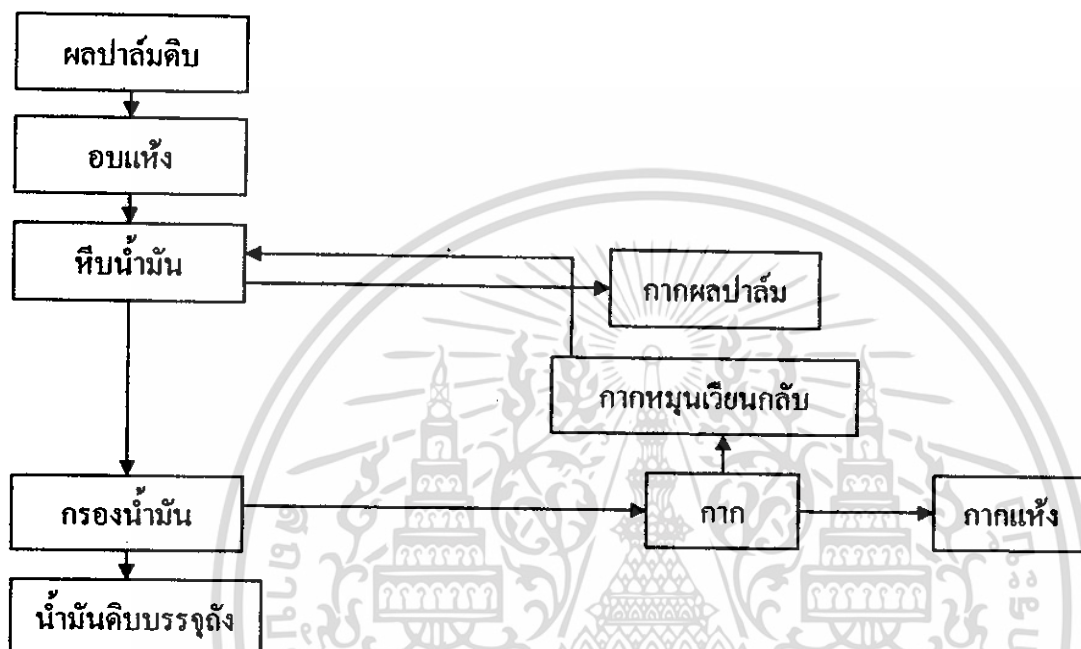 ผลปาล์มดิบ
อบแห้ง
หีบน้ำมัน
กากผลปาล์ม
กากหมุนเวียนกลับ
กรองน้ำมัน
กาก
กากแห้ง
น้ำมันดิบบรรจุถัง